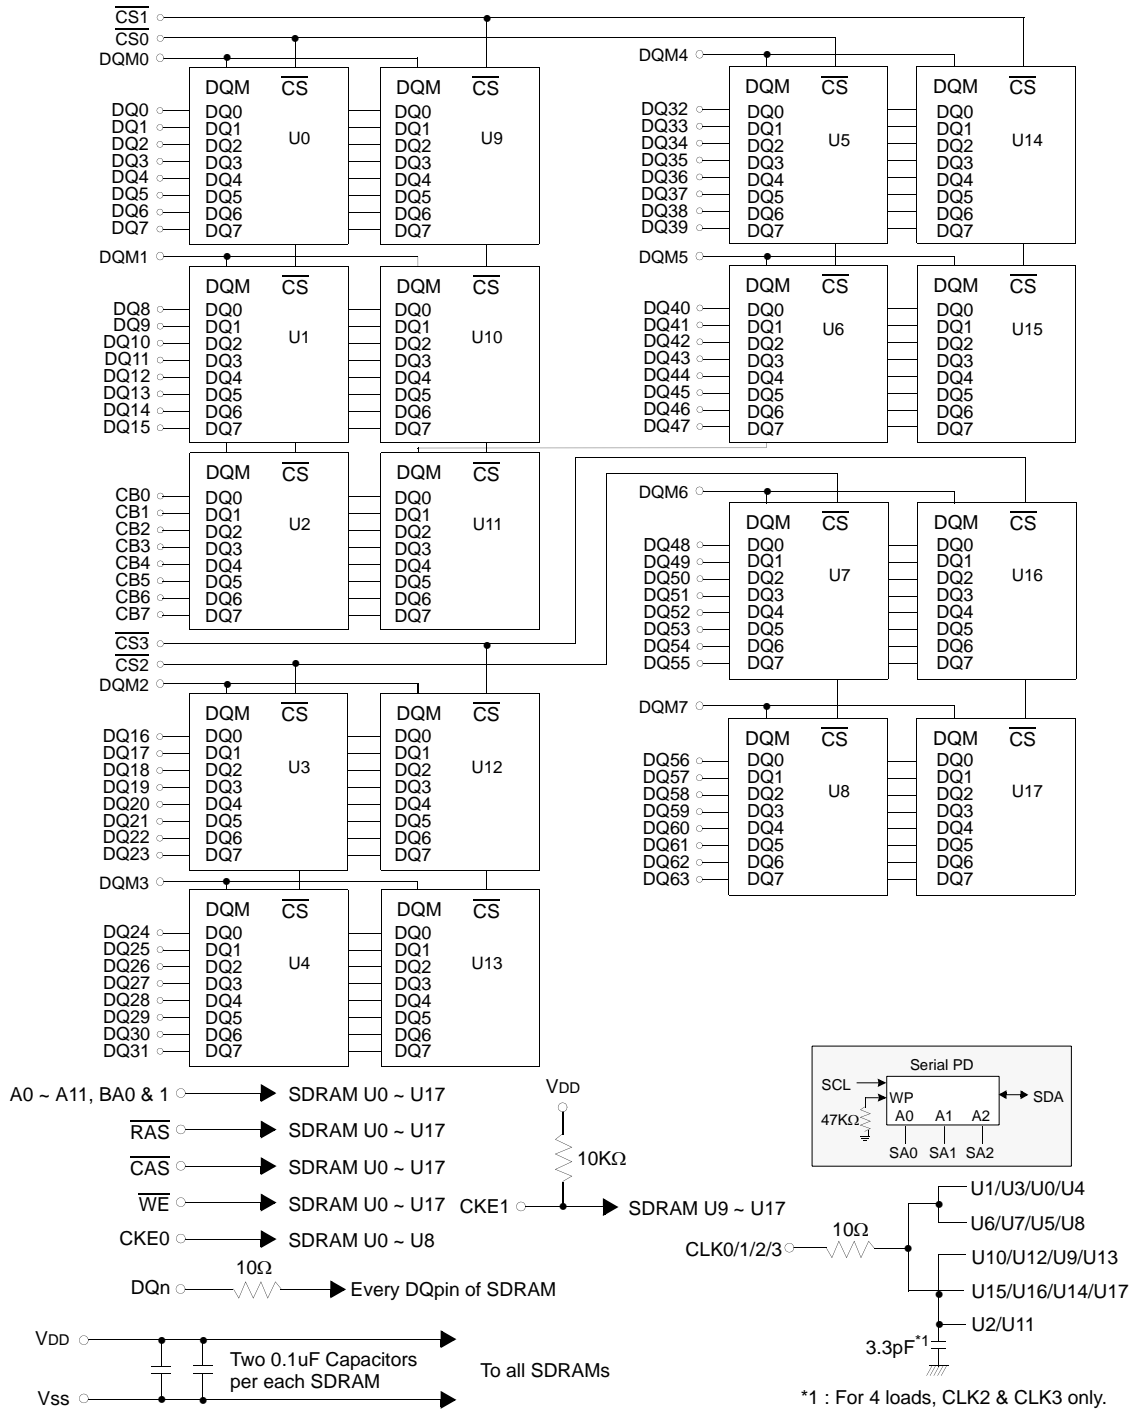 CS1
CS0
DQM0
DQM CS
DQ0 DQ0
DQ1 DQ1
DQ2 DQ2
DQ3 DQ3
DQ4 DQ4
DQ5 DQ5
DQ6 DQ6
DQ7 DQ7
U0
DQM CS
DQ0
DQ1
DQ2
DQ3
DQ4
DQ5
DQ6
DQ7
U9
DQM1
DQM CS
DQ8 DQ0
DQ9 DQ1
DQ10 DQ2
DQ11 DQ3
DQ12 DQ4
DQ13 DQ5
DQ14 DQ6
DQ15 DQ7
U1
DQM CS
DQ0
DQ1
DQ2
DQ3
DQ4
DQ5
DQ6
DQ7
U10
DQM CS
CB0 DQ0
CB1 DQ1
CB2 DQ2
CB3 DQ3
CB4 DQ4
CB5 DQ5
CB6 DQ6
CB7 DQ7
U2
DQM CS
DQ0
DQ1
DQ2
DQ3
DQ4
DQ5
DQ6
DQ7
U11
CS3
CS2
DQM2
DQM CS
DQ16 DQ0
DQ17 DQ1
DQ18 DQ2
DQ19 DQ3
DQ20 DQ4
DQ21 DQ5
DQ22 DQ6
DQ23 DQ7
U3
DQM CS
DQ0
DQ1
DQ2
DQ3
DQ4
DQ5
DQ6
DQ7
U12
DQM3
DQM CS
DQ24 DQ0
DQ25 DQ1
DQ26 DQ2
DQ27 DQ3
DQ28 DQ4
DQ29 DQ5
DQ30 DQ6
DQ31 DQ7
U4
DQM CS
DQ0
DQ1
DQ2
DQ3
DQ4
DQ5
DQ6
DQ7
U13
DQM4
DQM CS
DQ32 DQ0
DQ33 DQ1
DQ34 DQ2
DQ35 DQ3
DQ36 DQ4
DQ37 DQ5
DQ38 DQ6
DQ39 DQ7
U5
DQM CS
DQ0
DQ1
DQ2
DQ3
DQ4
DQ5
DQ6
DQ7
U14
DQM5
DQM CS
DQ40 DQ0
DQ41 DQ1
DQ42 DQ2
DQ43 DQ3
DQ44 DQ4
DQ45 DQ5
DQ46 DQ6
DQ47 DQ7
U6
DQM CS
DQ0
DQ1
DQ2
DQ3
DQ4
DQ5
DQ6
DQ7
U15
DQM6
DQM CS
DQ48 DQ0
DQ49 DQ1
DQ50 DQ2
DQ51 DQ3
DQ52 DQ4
DQ53 DQ5
DQ54 DQ6
DQ55 DQ7
U7
DQM CS
DQ0
DQ1
DQ2
DQ3
DQ4
DQ5
DQ6
DQ7
U16
DQM7
DQM CS
DQ56 DQ0
DQ57 DQ1
DQ58 DQ2
DQ59 DQ3
DQ60 DQ4
DQ61 DQ5
DQ62 DQ6
DQ63 DQ7
U8
DQM CS
DQ0
DQ1
DQ2
DQ3
DQ4
DQ5
DQ6
DQ7
U17
A0 ~ A11, BA0 & 1 SDRAM U0 ~ U17
RAS SDRAM U0 ~ U17
CAS SDRAM U0 ~ U17
WE SDRAM U0 ~ U17
CKE0 SDRAM U0 ~ U8
VDD
10KΩ
CKE1 SDRAM U9 ~ U17
10Ω
DQn Every DQpin of SDRAM
VDD
Vss
Two 0.1uF Capacitors
per each SDRAM
To all SDRAMs
Serial PD
SCL
WP
47KΩ
A0 A1 A2
SDA
SA0 SA1 SA2
CLK0/1/2/3
10Ω
U1/U3/U0/U4
U6/U7/U5/U8
U10/U12/U9/U13
U15/U16/U14/U17
U2/U11
3.3pF*1
*1 : For 4 loads, CLK2 & CLK3 only.